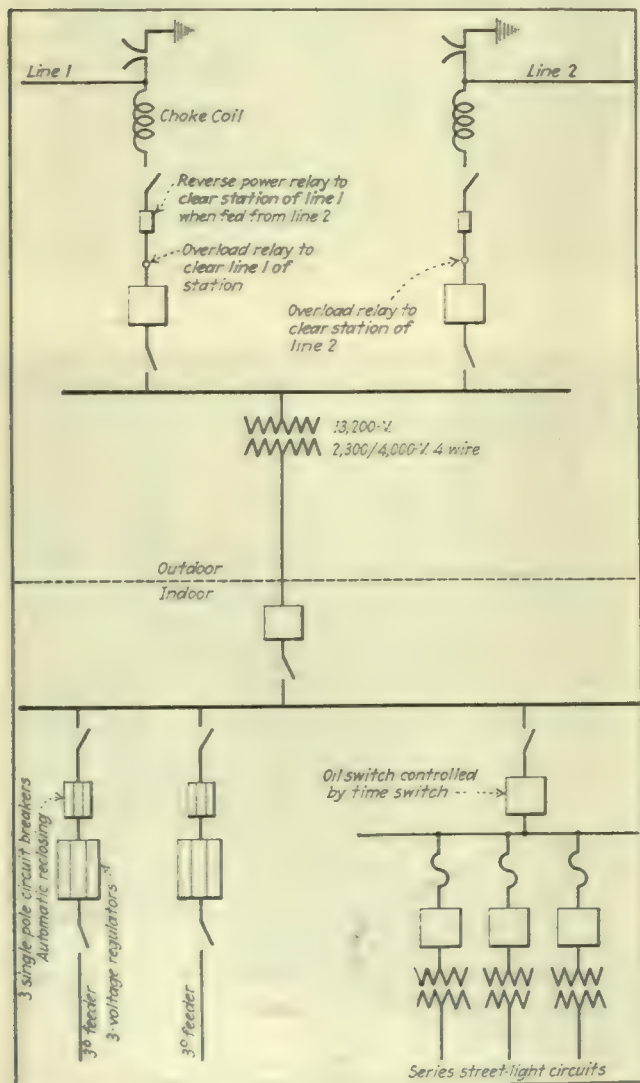 Line 1
Line 2
Choke Coil
Reverse power relay to
clear station of line 1
when fed from line 2
Overload relay to
clear line 1 of
station
Overload relay to
clear station of
line 2
13,200-V.
2,300/4,000-V. 4 wire
Outdoor
Indoor
3 single pole circuit breakers
Automatic reclosing
3-voltage regulators
Oil switch controlled
by time switch
3⌀ feeder
3⌀ feeder
Series street-light circuits